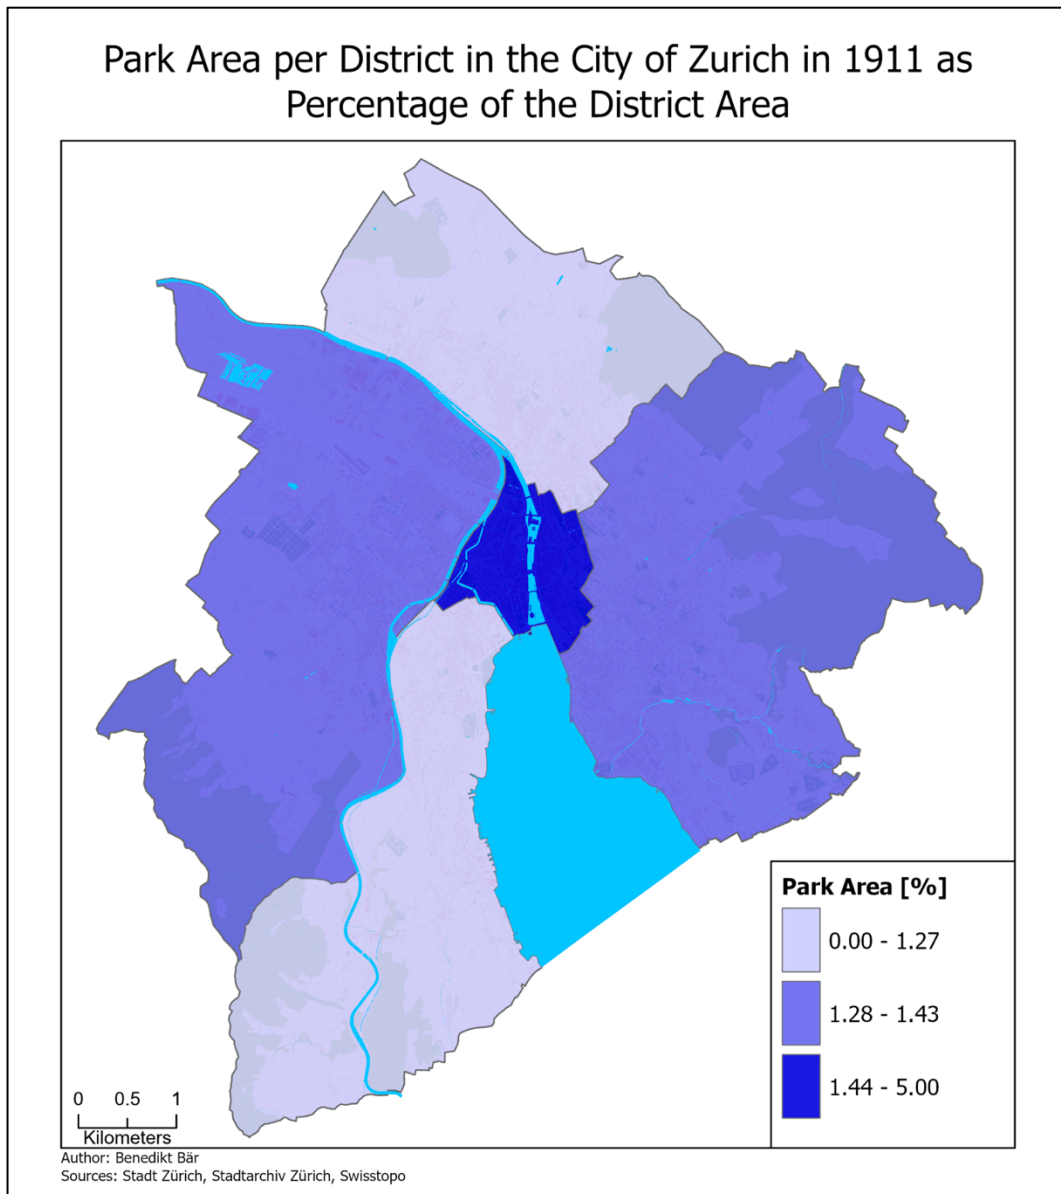 Park Area per District in the City of Zurich in 1911 as
Percentage of the District Area
Park Area [%]
0.00 - 1.27
1.28 - 1.43
1.44 - 5.00
0 0.5 1
Kilometers
Author: Benedikt Bär
Sources: Stadt Zürich, Stadtarchiv Zürich, Swisstopo